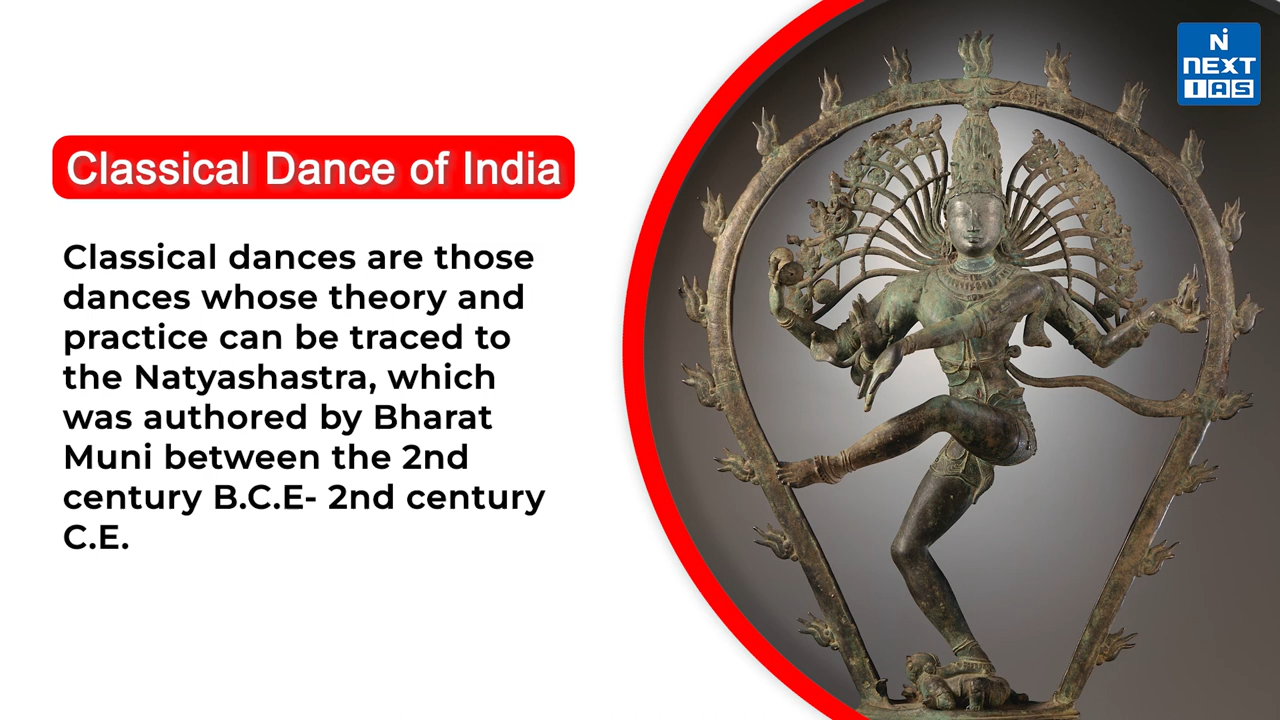 Classical Dance of India
Classical dances are those
dances whose theory and
practice can be traced to
the Natyashastra, which
was authored by Bharat
Muni between the 2nd
century B.C.E- 2nd century
C.E.
N
NEXT
IAS